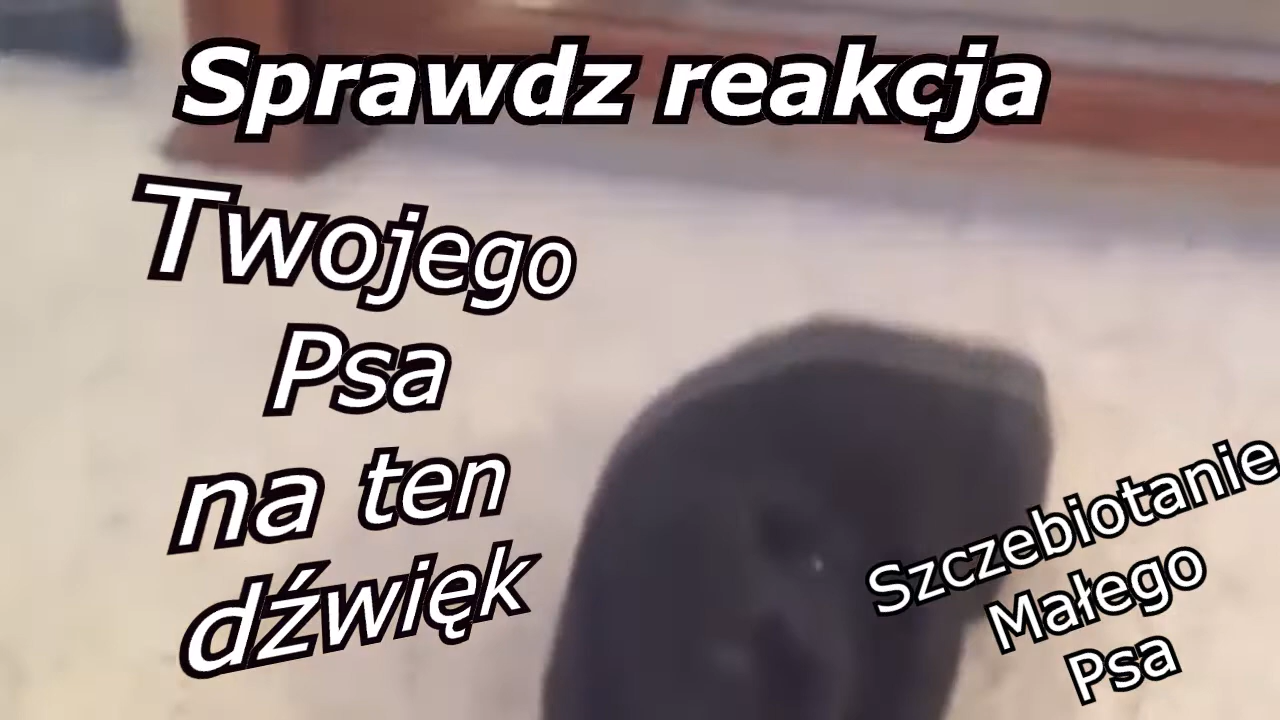 Sprawdz reakcja
Twojego
Psa
na ten
dźwięk
Szczebiotanie
Małego
Psa